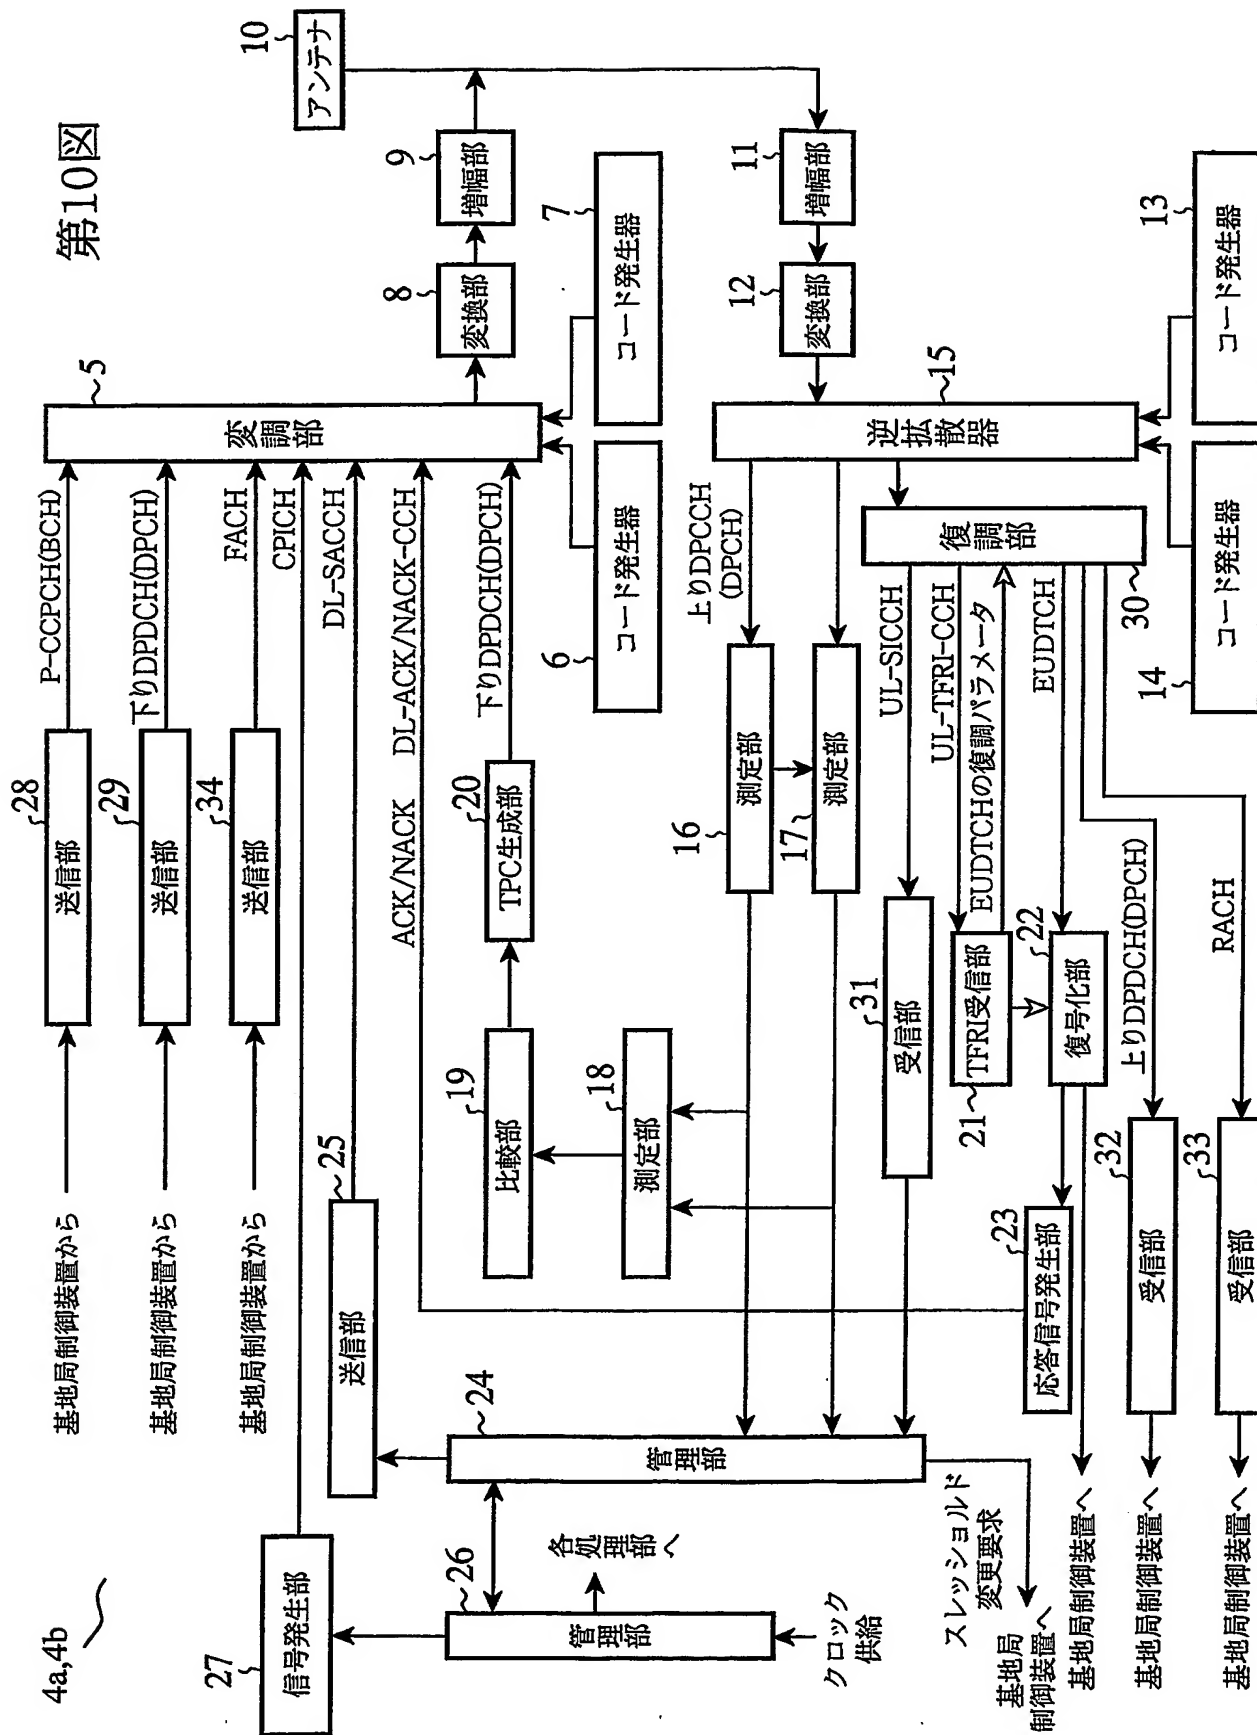 第10図
4a,4b
27
信号発生部
26
管理部
クロック
供給
各処理部へ
24
管理部
スレッショルド
変更要求
基地局
制御装置へ
基地局制御装置から
28
送信部
P-CCPCH(BCH)
基地局制御装置から
29
送信部
下りDPDCH(DPCH)
基地局制御装置から
34
送信部
FACH
CPICH
25
送信部
DL-SACCH
ACK/NACK
DL-ACK/NACK-CCH
19
比較部
20
TPC生成部
下りDPDCH(DPCH)
18
測定部
5
変調部
8
変換部
9
増幅部
10
アンテナ
6
コード発生器
7
コード発生器
11
増幅部
12
変換部
15
逆拡散器
13
コード発生器
14
コード発生器
上りDPCCH
(DPCH)
16
測定部
17
測定部
30
復調部
UL-SICCH
31
受信部
UL-TFRI-CCH
EUDTCHの復調パラメータ
21
TFRI受信部
EUDTCH
22
復号化部
23
応答信号発生部
基地局制御装置へ
上りDPDCH(DPCH)
32
受信部
基地局制御装置へ
RACH
33
受信部
基地局制御装置へ